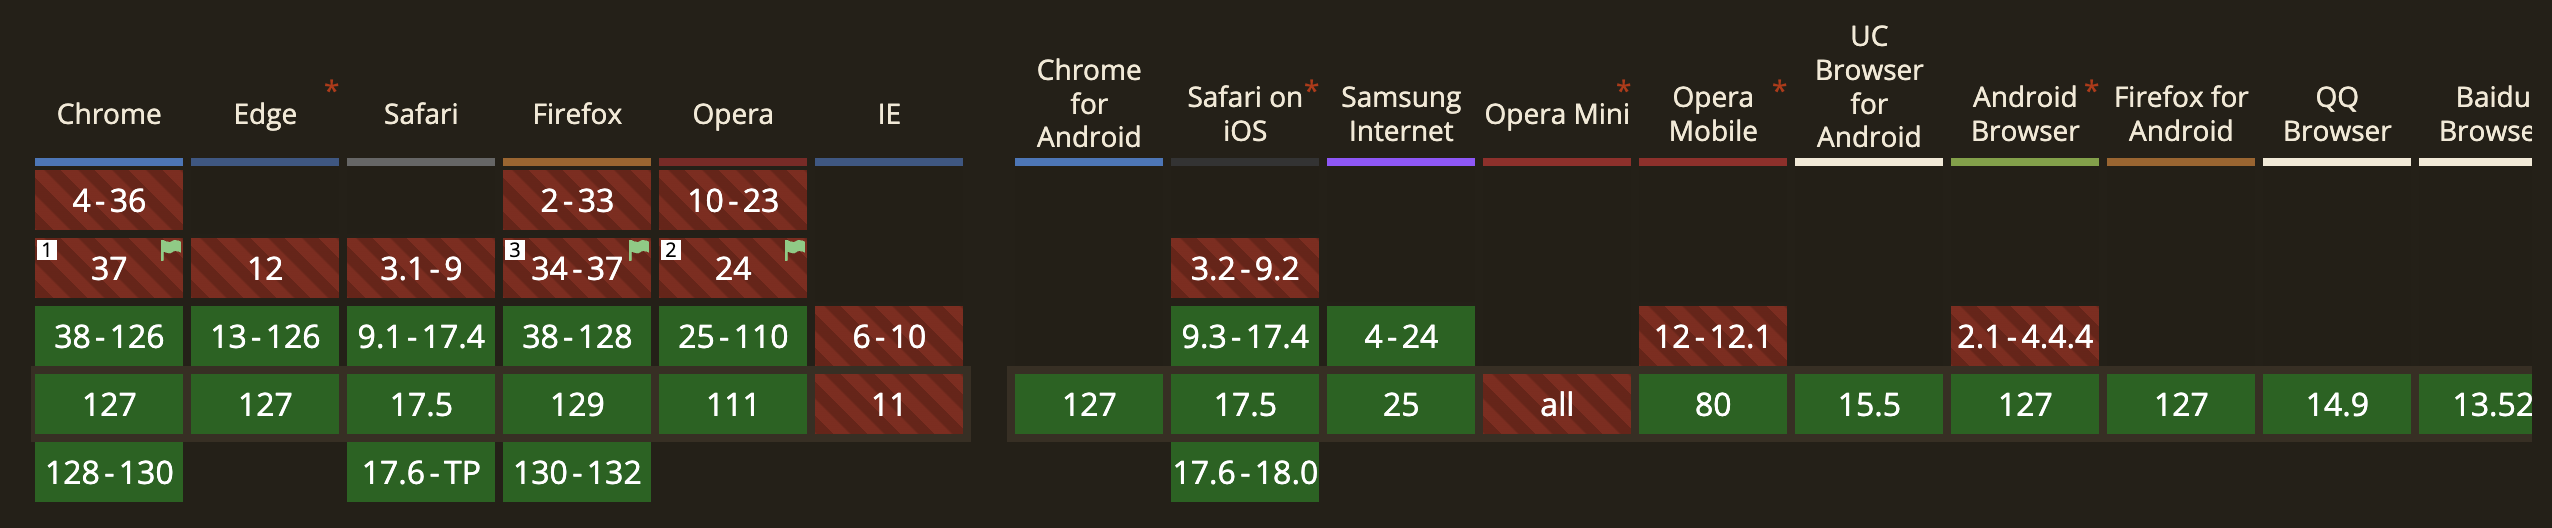 Chrome
Edge *
Safari
Firefox
Opera
IE
Chrome
for
Android
Safari on *
iOS
Samsung
Internet
Opera Mini *
Opera *
Mobile
UC
Browser
for
Android
Android *
Browser
Firefox for
Android
QQ
Browser
Baidu
Browse
4-36
2-33
10-23
1 37
12
3.1-9
3 34-37
2 24
3.2-9.2
38-126
13-126
9.1-17.4
38-128
25-110
6-10
9.3-17.4
4-24
12-12.1
2.1-4.4.4
127
127
17.5
129
111
11
127
17.5
25
all
80
15.5
127
127
14.9
13.52
128-130
17.6-TP
130-132
17.6-18.0